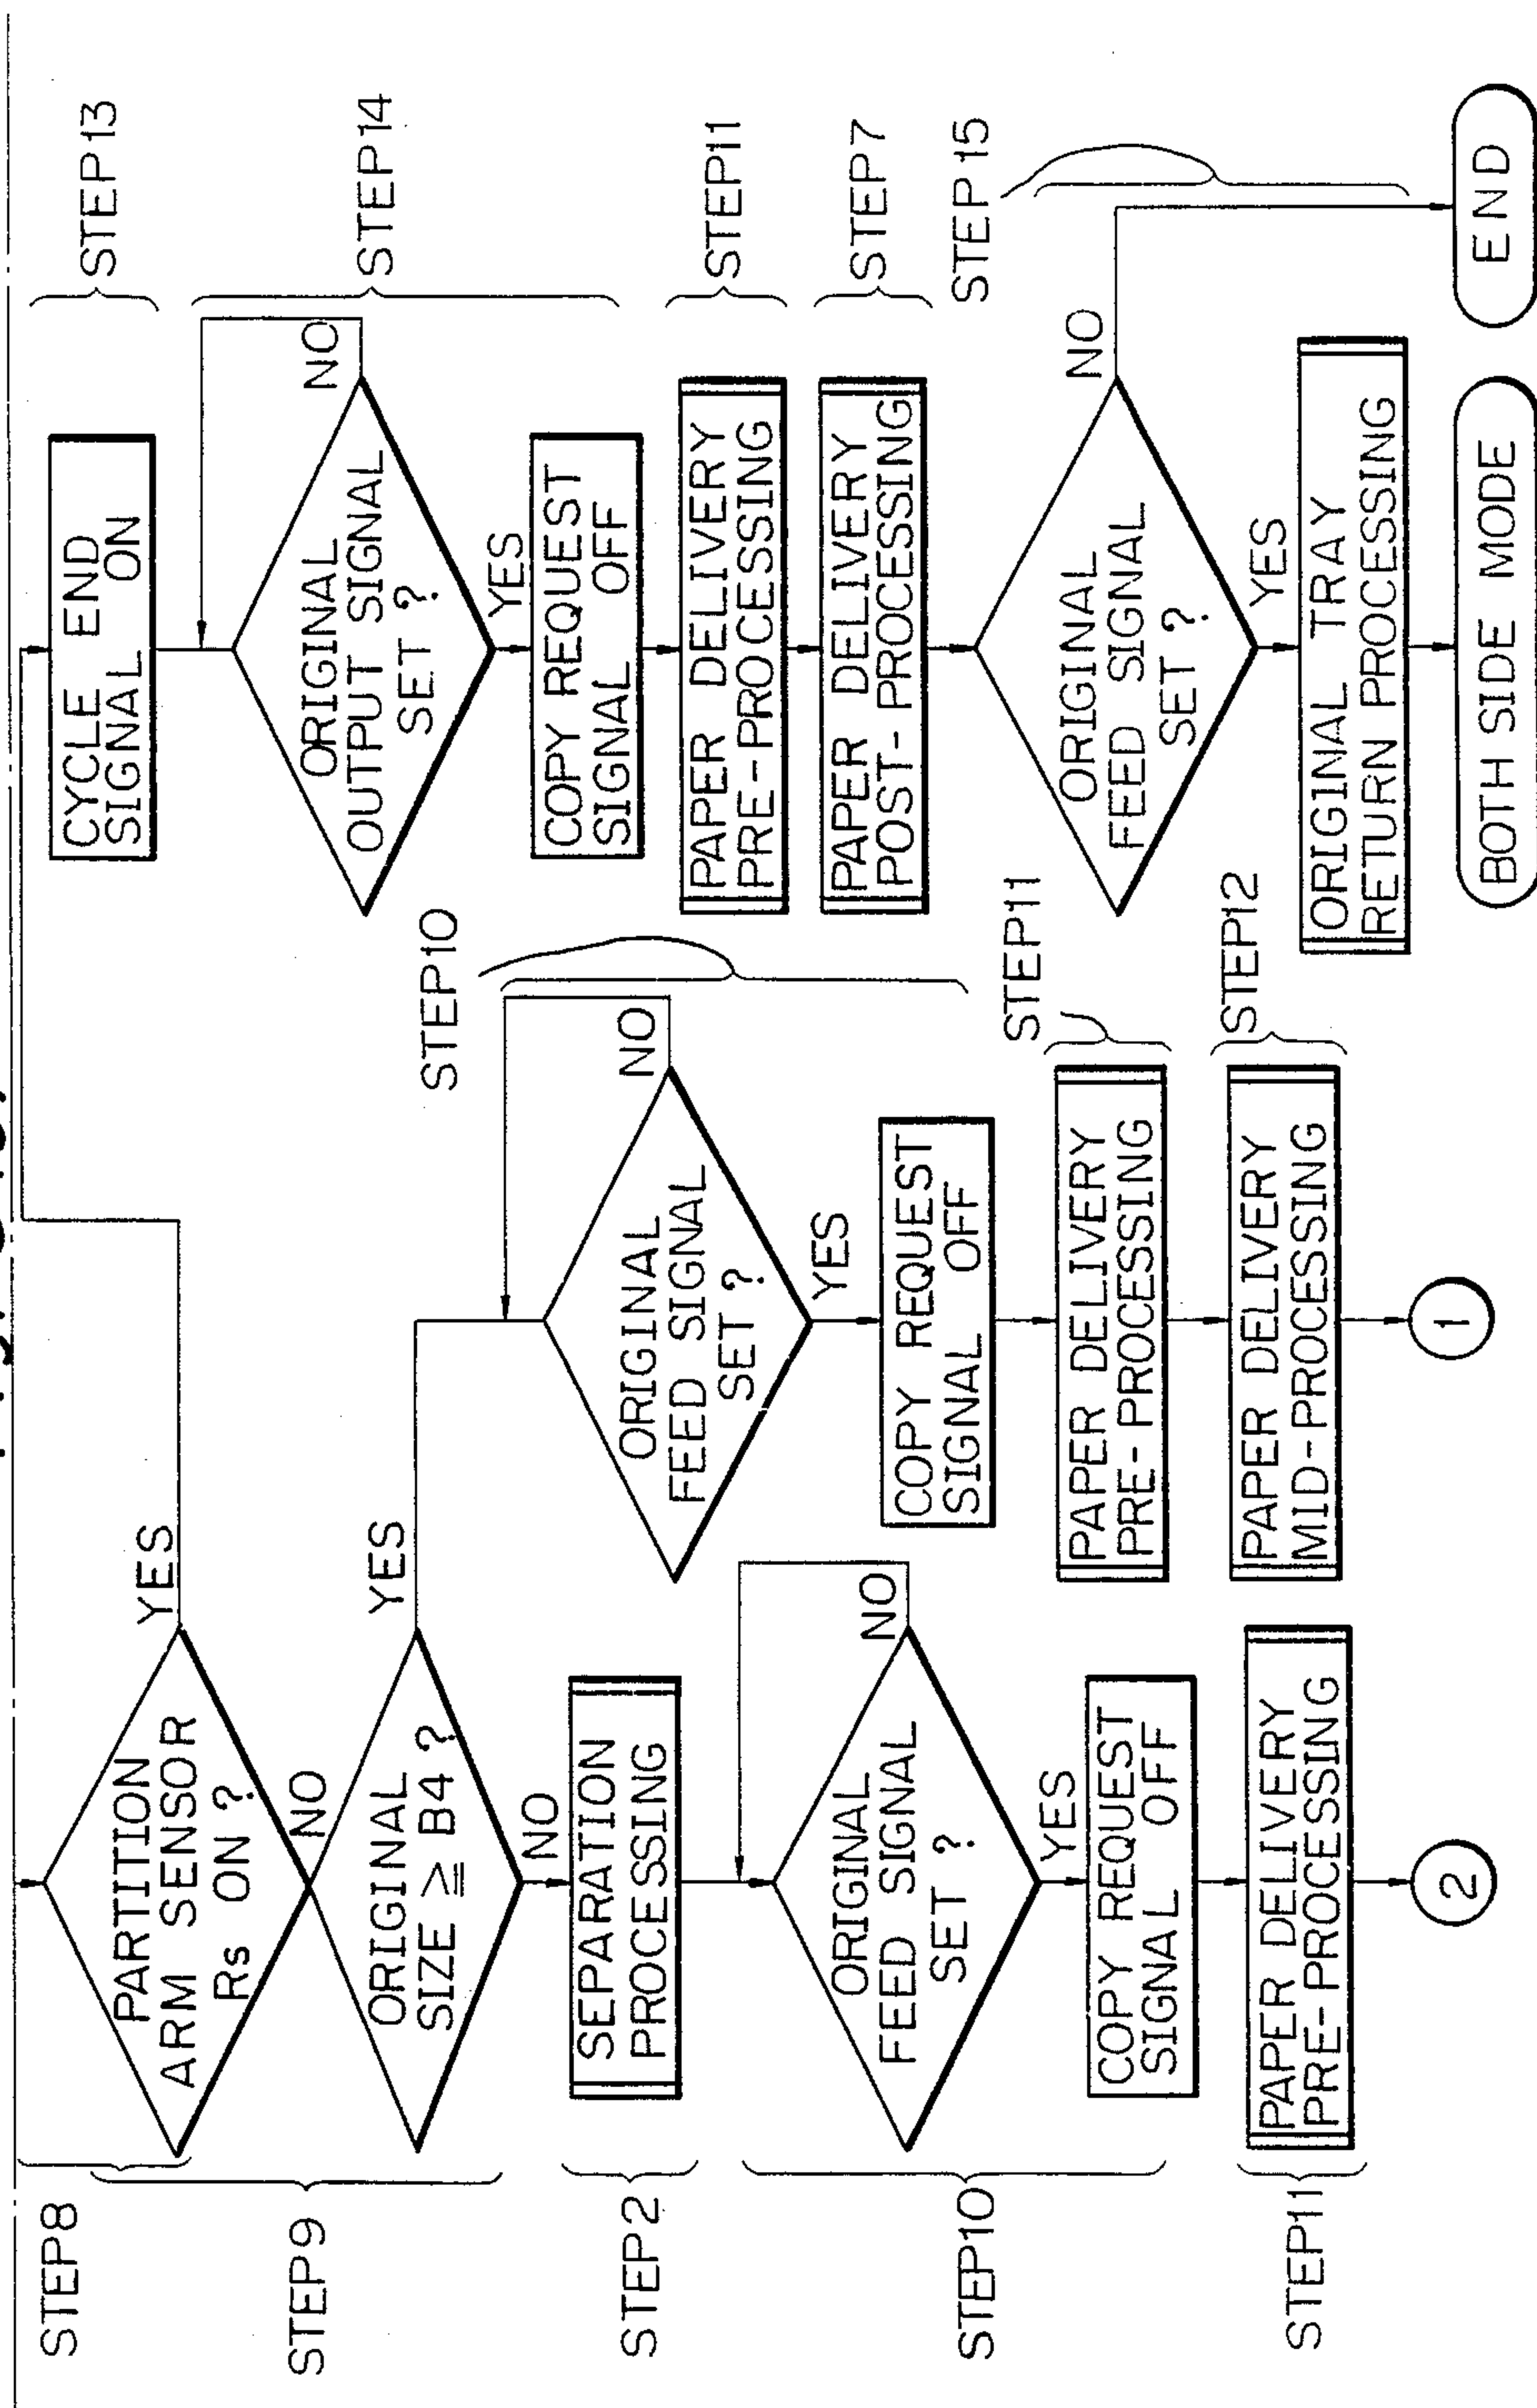 STEP8
PARTITION
ARM SENSOR
Rs ON ?
YES
NO
STEP9
ORIGINAL
SIZE ≧ B4 ?
YES
NO
STEP2
SEPARATION
PROCESSING
STEP10
ORIGINAL
FEED SIGNAL
SET ?
NO
YES
COPY REQUEST
SIGNAL OFF
STEP11
PAPER DELIVERY
PRE-PROCESSING
2
STEP10
ORIGINAL
FEED SIGNAL
SET ?
NO
YES
COPY REQUEST
SIGNAL OFF
STEP11
PAPER DELIVERY
PRE-PROCESSING
STEP12
PAPER DELIVERY
MID-PROCESSING
1
CYCLE END
SIGNAL ON
STEP13
ORIGINAL
OUTPUT SIGNAL
SET ?
NO
STEP14
YES
COPY REQUEST
SIGNAL OFF
PAPER DELIVERY
PRE-PROCESSING
STEP11
PAPER DELIVERY
POST-PROCESSING
STEP7
STEP15
ORIGINAL
FEED SIGNAL
SET ?
NO
YES
ORIGINAL TRAY
RETURN PROCESSING
BOTH SIDE MODE
END